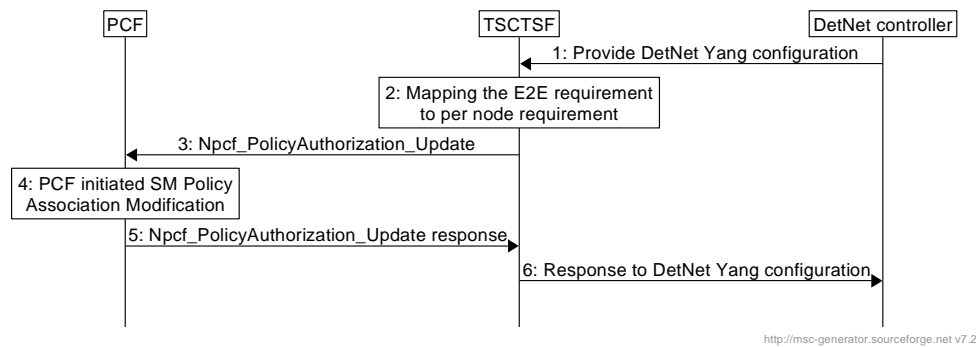 PCF
TSCTSF
DetNet controller
1: Provide DetNet Yang configuration
2: Mapping the E2E requirement
to per node requirement
3: Npcf_PolicyAuthorization_Update
4: PCF initiated SM Policy
Association Modification
5: Npcf_PolicyAuthorization_Update response
6: Response to DetNet Yang configuration
http://msc-generator.sourceforge.net v7.2